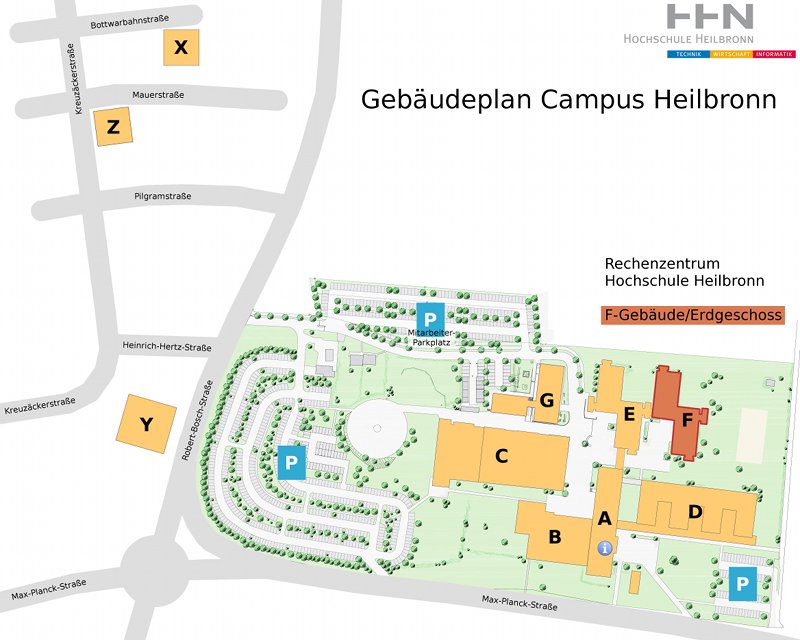 HHN
HOCHSCHULE HEILBRONN
TECHNIK WIRTSCHAFT INFORMATIK
Gebäudeplan Campus Heilbronn
Bottwarbahnstraße
X
Kreuzäckerstraße
Mauerstraße
Z
Pilgramstraße
Rechenzentrum
Hochschule Heilbronn
F-Gebäude/Erdgeschoss
P
Mitarbeiter-
Parkplatz
Heinrich-Hertz-Straße
Kreuzäckerstraße
Y
Robert-Bosch-Straße
G
E
F
C
P
D
A
B
i
P
Max-Planck-Straße
Max-Planck-Straße